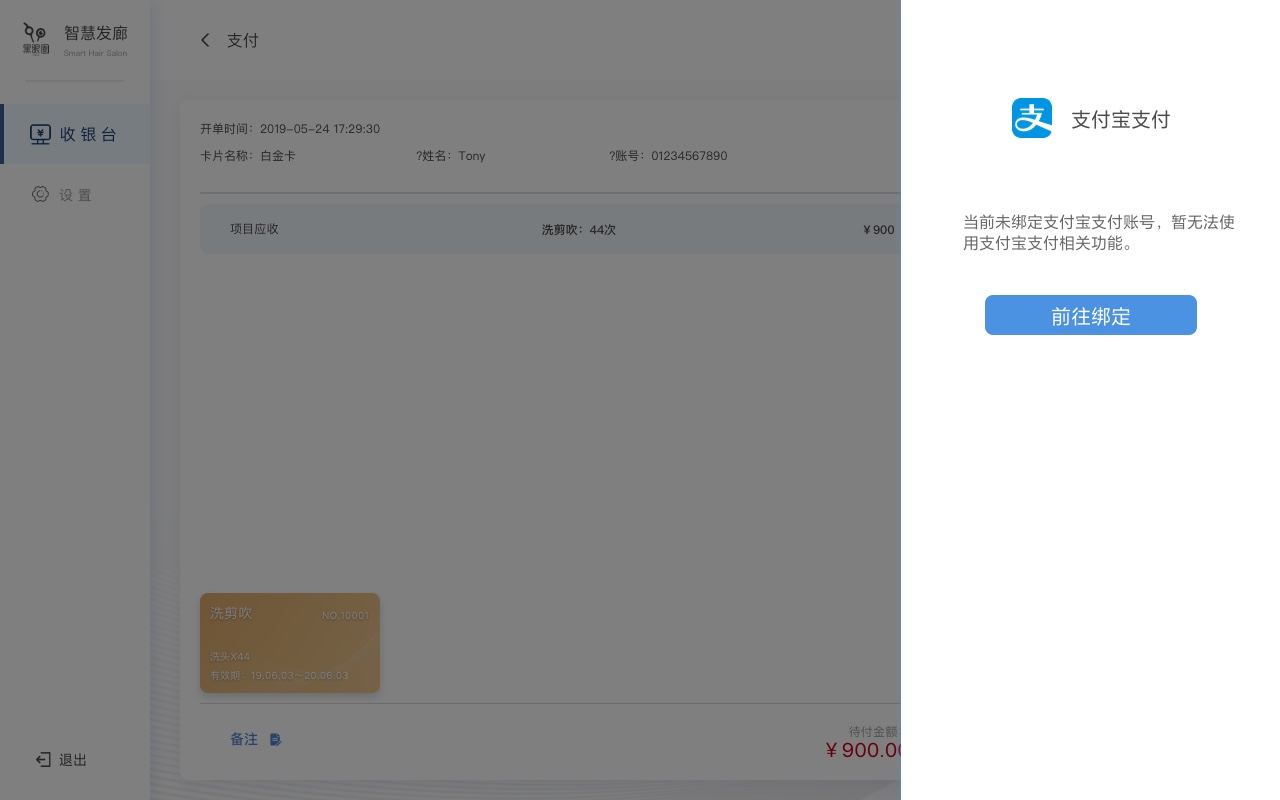 智慧发廊
Smart Hair Salon
收银台
设置
退出
支付
开单时间：2019-05-24 17:29:30
卡片名称：白金卡 ?姓名：Tony ?账号：01234567890
项目应收 洗剪吹：44次 ¥900
洗剪吹 NO.10001
洗头X44
有效期：19.06.03~20.06.03
备注
待付金额
¥900.00
支付宝支付
当前未绑定支付宝支付账号，暂无法使
用支付宝支付相关功能。
前往绑定